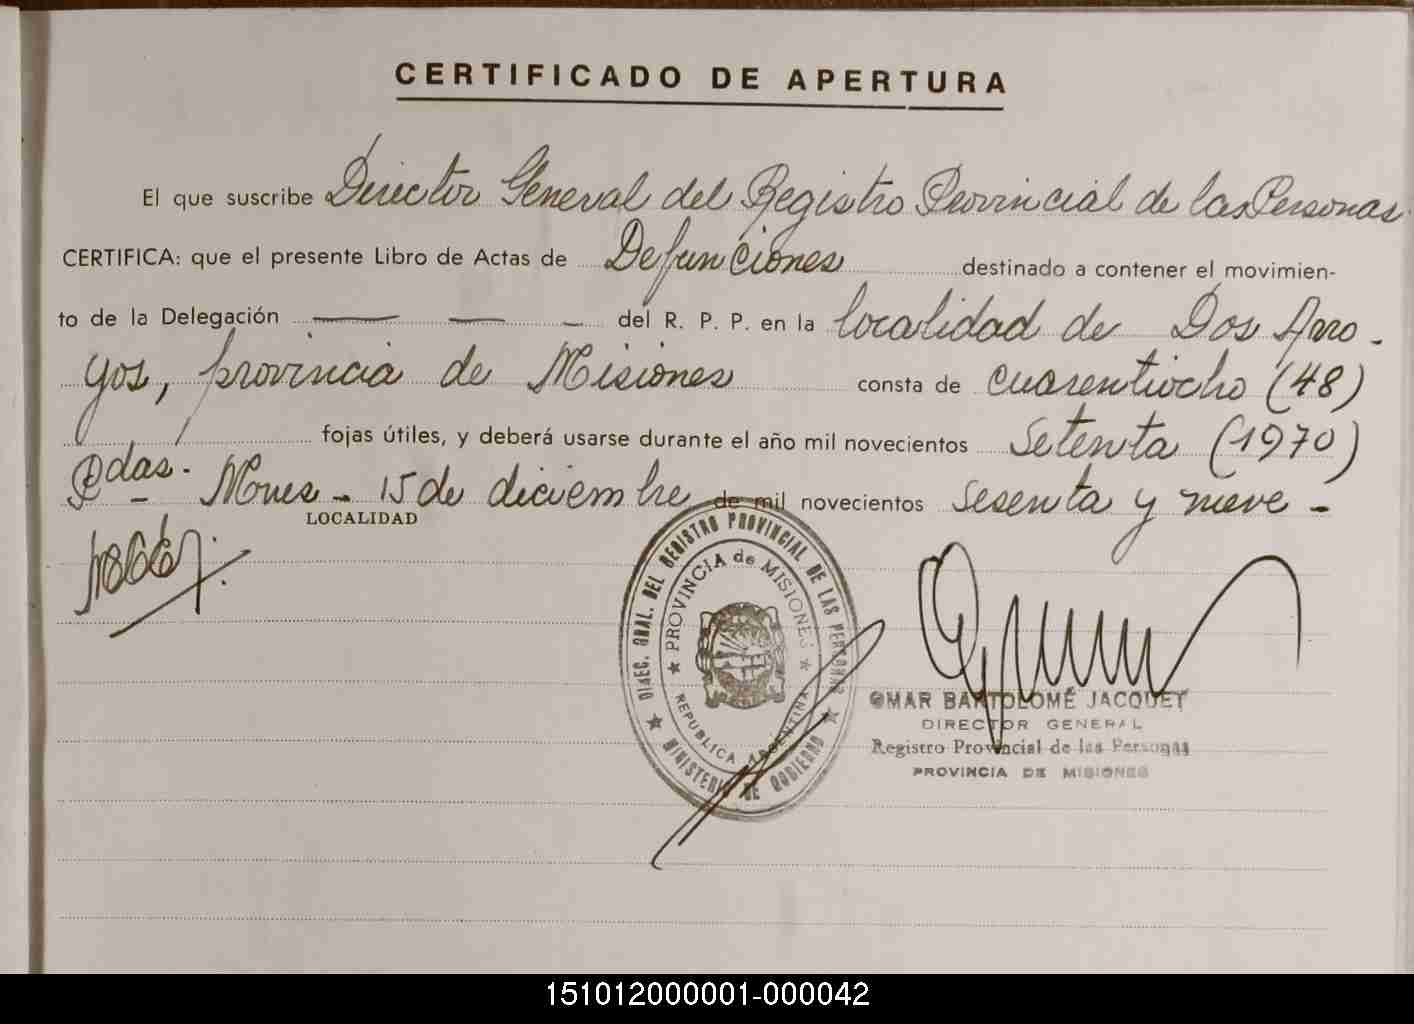 CERTIFICADO DE APERTURA
El que suscribe Director General del Registro Provincial de las Personas
CERTIFICA: que el presente Libro de Actas de Defunciones destinado a contener el movimien-
to de la Delegación — — — del R. P. P. en la localidad de Dos Arro-
yos, provincia de Misiones consta de cuarentiocho (48)
fojas útiles, y deberá usarse durante el año mil novecientos Setenta (1970)
Pdas. - Mnes - 15 de diciembre de mil novecientos sesenta y nueve -
LOCALIDAD
DIREC. GRAL. DEL REGISTRO PROVINCIAL DE LAS PERSONAS
PROVINCIA de MISIONES
REPUBLICA ARGENTINA
MINISTERIO DE GOBIERNO
OMAR BARTOLOMÉ JACQUET
DIRECTOR GENERAL
Registro Provincial de las Personas
PROVINCIA DE MISIONES
151012000001-000042